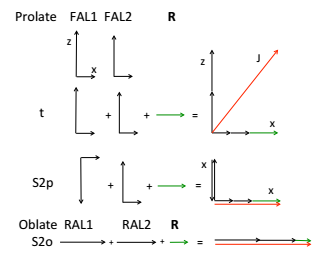 Prolate FAL1 FAL2 R
z
x
z
J
x
t + + =
S2p + + =
x
x
Oblate RAL1 RAL2 R
S2o + + =